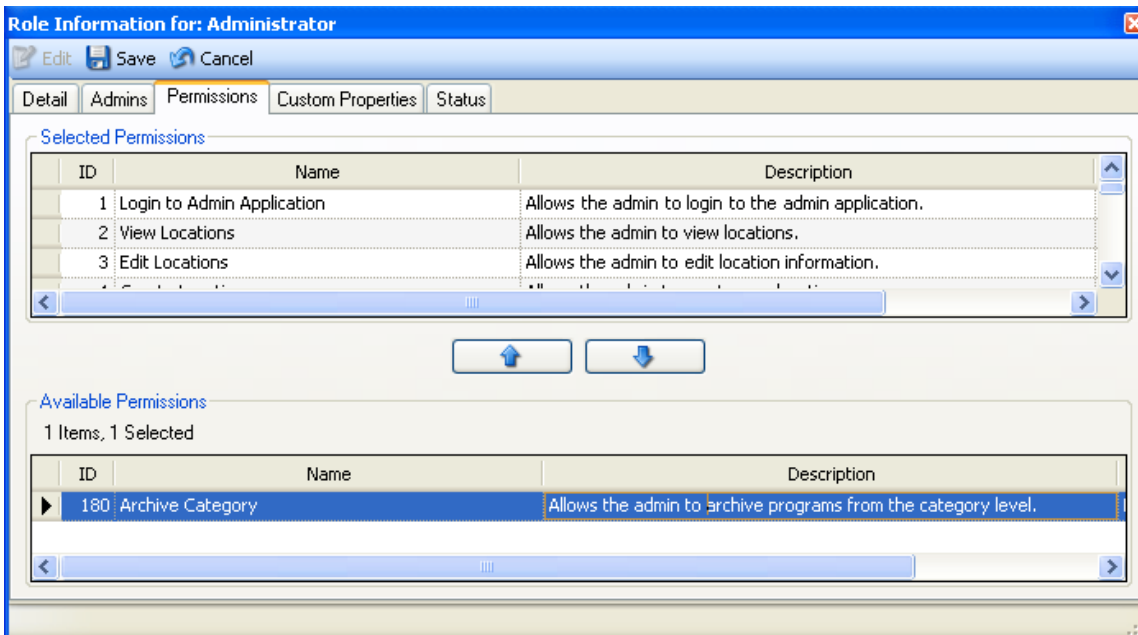 Role Information for: Administrator
Edit Save Cancel
Detail Admins Permissions Custom Properties Status
Selected Permissions
ID Name Description
1 Login to Admin Application Allows the admin to login to the admin application.
2 View Locations Allows the admin to view locations.
3 Edit Locations Allows the admin to edit location information.
Available Permissions
1 Items, 1 Selected
ID Name Description
180 Archive Category Allows the admin to archive programs from the category level.